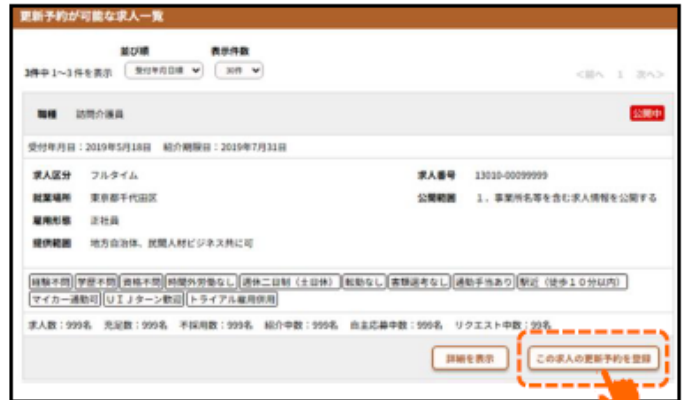 更新予約が可能な求人一覧
並び順 表示件数
3件中 1~3 件を表示 受付年月日順 30件 <前へ 1 次へ>
職種 訪問介護員 公開中
受付年月日:2019年5月18日 紹介期限日:2019年7月31日
求人区分 フルタイム 求人番号 13010-00099999
就業場所 東京都千代田区 公開範囲 1.事業所名等を含む求人情報を公開する
雇用形態 正社員
提供範囲 地方自治体、民間人材ビジネス共に可
経験不問 学歴不問 資格不問 時間外労働なし 週休二日制(土日休) 転勤なし 書類選考なし 通勤手当あり 駅近(徒歩10分以内)
マイカー通勤可 UIJターン歓迎 トライアル雇用併用
求人数:999名 充足数:999名 不採用数:999名 紹介中数:999名 自主応募中数:999名 リクエスト中数:99名
詳細を表示 この求人の更新予約を登録